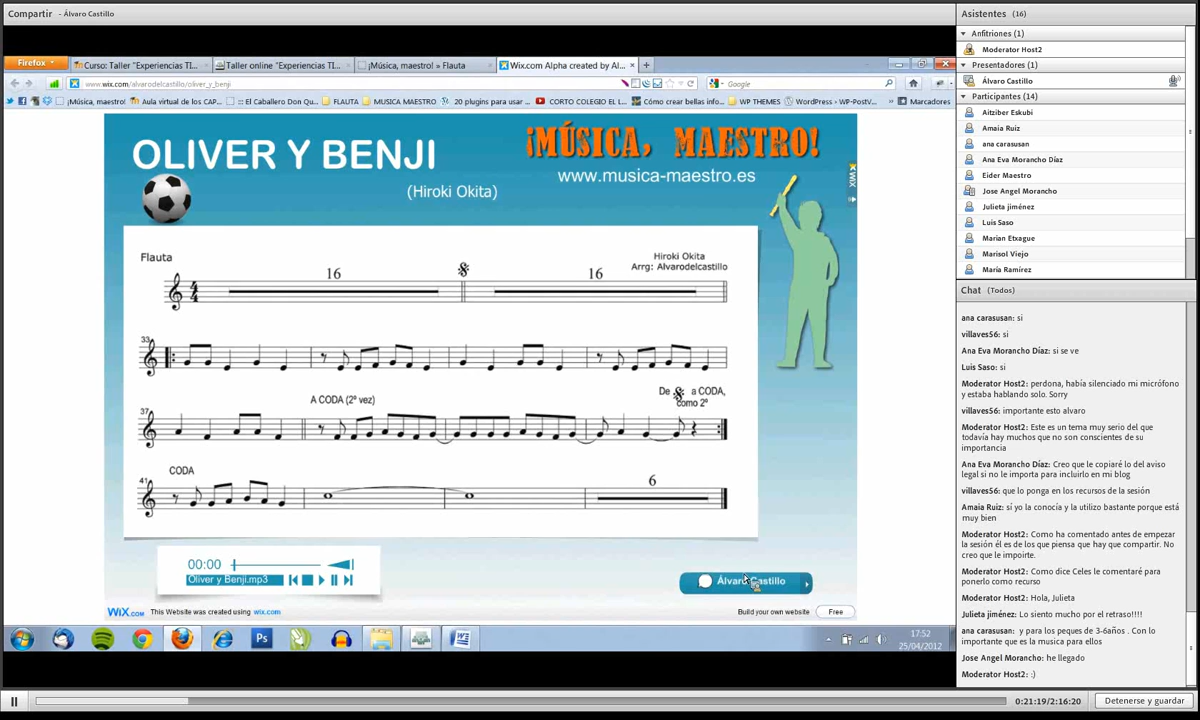 Compartir - Álvaro Castillo
Firefox
Curso: Taller "Experiencias TI...
Taller online "Experiencias TI...
¡Música, maestro! » Flauta
Wix.com Alpha created by Al...
www.wix.com/alvarodelcastillo/oliver_y_benji
Google
¡Música, maestro!
Aula virtual de los CAP...
:: El Caballero Don Qu...
FLAUTA
MUSICA MAESTRO
20 plugins para usar ...
CORTO COLEGIO EL L...
Cómo crear bellas info...
WP THEMES
WordPress › WP-PostV...
»
Marcadores
OLIVER Y BENJI
(Hiroki Okita)
¡MÚSICA, MAESTRO!
www.musica-maestro.es
WIX
Flauta
Hiroki Okita
Arrg: Alvarodelcastillo
16
16
33
37
A CODA (2ª vez)
De a CODA,
como 2ª
41
CODA
6
00:00
Oliver y Benji.mp3
Álvaro Castillo
WiX.COM This Website was created using wix.com
Build your own website Free
17:52
25/04/2012
Asistentes (16)
Anfitriones (1)
Moderator Host2
Presentadores (1)
Álvaro Castillo
Participantes (14)
Aitziber Eskubi
Amaia Ruiz
ana carasusan
Ana Eva Morancho Díaz
Eider Maestro
Jose Angel Morancho
Julieta jiménez
Luis Saso
Marian Etxague
Marisol Viejo
María Ramírez
Chat (Todos)
ana carasusan: si
villaves56: si
Ana Eva Morancho Díaz: si se ve
Luis Saso: si
Moderator Host2: perdona, había silenciado mi micrófono
y estaba hablando solo. Sorry
villaves56: importante esto alvaro
Moderator Host2: Este es un tema muy serio del que
todavía hay muchos que no son conscientes de su
importancia
Ana Eva Morancho Díaz: Creo que le copiaré lo del aviso
legal si no le importa para incluirlo en mi blog
villaves56: que lo ponga en los recursos de la sesión
Amaia Ruiz: sí yo la conocía y la utilizo bastante porque está
muy bien
Moderator Host2: Como ha comentado antes de empezar
la sesión él es de los que piensa que hay que compartir. No
creo que le impoirte.
Moderator Host2: Como dice Celes le comentaré para
ponerlo como recurso
Moderator Host2: Hola, Julieta
Julieta jiménez: Lo siento mucho por el retraso!!!!
ana carasusan: y para los peques de 3-6años . Con lo
importante que es la musica para ellos
Jose Angel Morancho: he llegado
Moderator Host2: :)
0:21:19/2:16:20
Detenerse y guardar